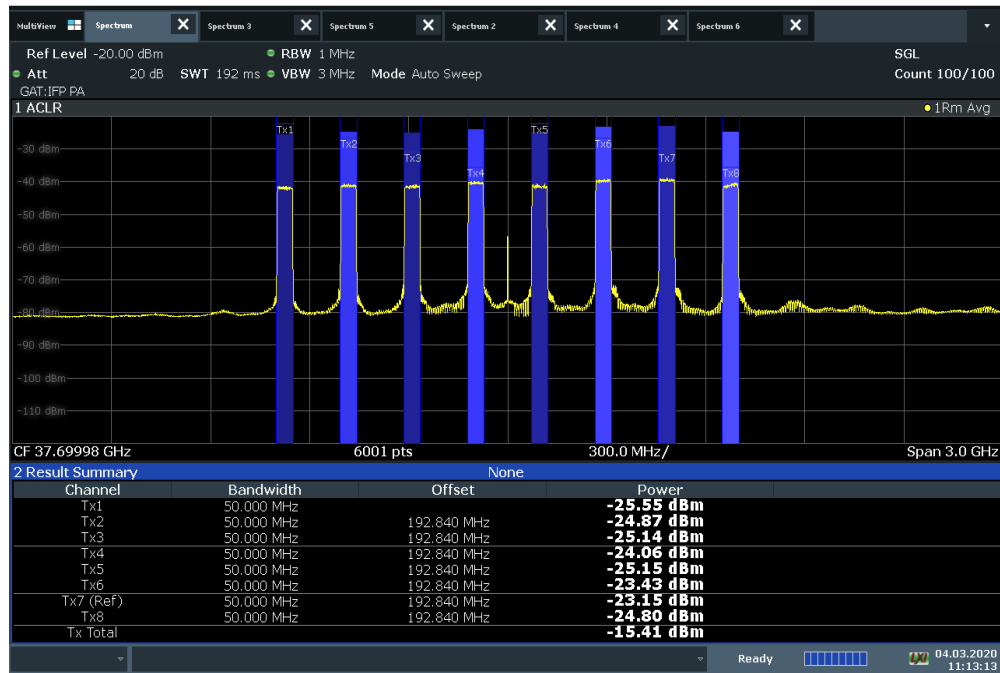 MultiView Spectrum X Spectrum 3 X Spectrum 5 X Spectrum 2 X Spectrum 4 X Spectrum 6 X
Ref Level -20.00 dBm RBW 1 MHz SGL
Att 20 dB SWT 192 ms VBW 3 MHz Mode Auto Sweep Count 100/100
GAT:IFP PA
1 ACLR 1Rm Avg
Tx1 Tx5
Tx2 Tx6
-30 dBm
Tx3 Tx7
Tx4 Tx8
-40 dBm
-50 dBm
-60 dBm
-70 dBm
-80 dBm
-90 dBm
-100 dBm
-110 dBm
CF 37.69998 GHz 6001 pts 300.0 MHz/ Span 3.0 GHz
2 Result Summary None
Channel Bandwidth Offset Power
Tx1 50.000 MHz -25.55 dBm
Tx2 50.000 MHz 192.840 MHz -24.87 dBm
Tx3 50.000 MHz 192.840 MHz -25.14 dBm
Tx4 50.000 MHz 192.840 MHz -24.06 dBm
Tx5 50.000 MHz 192.840 MHz -25.15 dBm
Tx6 50.000 MHz 192.840 MHz -23.43 dBm
Tx7 (Ref) 50.000 MHz 192.840 MHz -23.15 dBm
Tx8 50.000 MHz 192.840 MHz -24.80 dBm
Tx Total -15.41 dBm
Ready LXI 04.03.2020
11:13:13